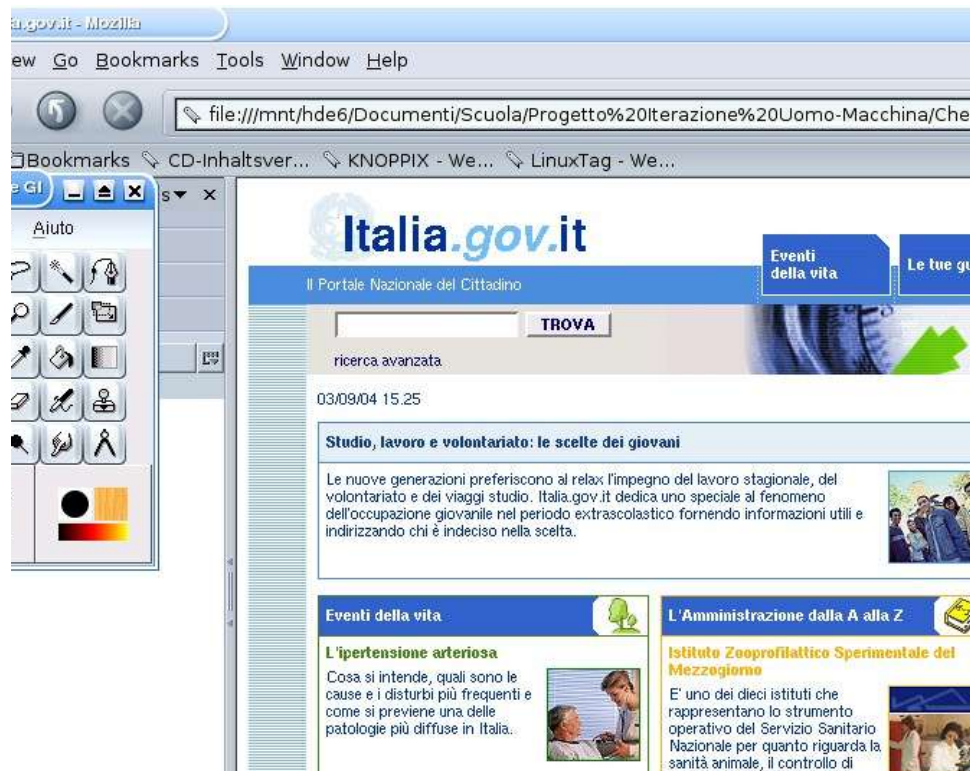 a.gov.it - Mozilla
ew Go Bookmarks Tools Window Help
file:///mnt/hde6/Documenti/Scuola/Progetto%20Iterazione%20Uomo-Macchina/Che
Bookmarks CD-Inhaltsver... KNOPPIX - We... LinuxTag - We...
e GI
Aiuto
Italia.gov.it
Il Portale Nazionale del Cittadino
Eventi
della vita
Le tue gu
TROVA
ricerca avanzata
03/09/04 15.25
Studio, lavoro e volontariato: le scelte dei giovani
Le nuove generazioni preferiscono al relax l'impegno del lavoro stagionale, del
volontariato e dei viaggi studio. Italia.gov.it dedica uno speciale al fenomeno
dell'occupazione giovanile nel periodo extrascolastico fornendo informazioni utili e
indirizzando chi è indeciso nella scelta.
Eventi della vita
L'ipertensione arteriosa
Cosa si intende, quali sono le
cause e i disturbi più frequenti e
come si previene una delle
patologie più diffuse in Italia.
L'Amministrazione dalla A alla Z
Istituto Zooprofilattico Sperimentale del
Mezzogiorno
E' uno dei dieci istituti che
rappresentano lo strumento
operativo del Servizio Sanitario
Nazionale per quanto riguarda la
sanità animale, il controllo di